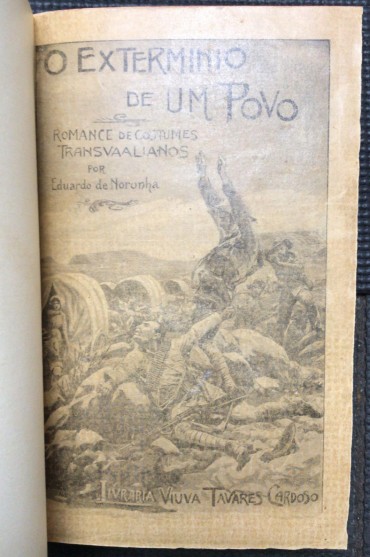 O EXTERMINIO
DE UM POVO
ROMANCE DE COSTUMES
TRANSVAALIANOS
POR
Eduardo de Noronha
LIVRARIA VIUVA TAVARES CARDOSO